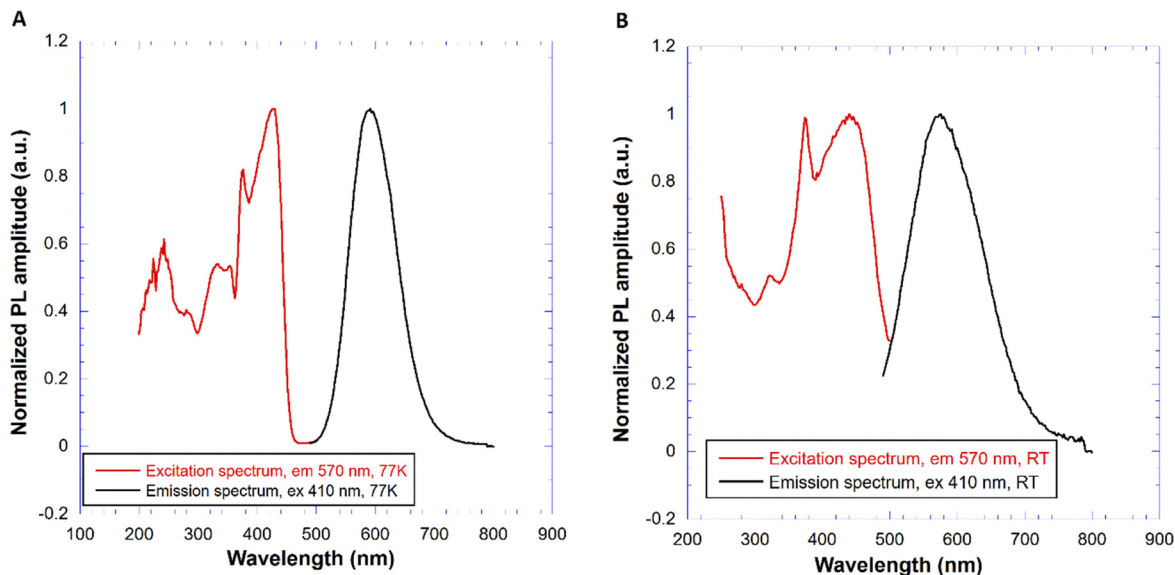 A
Normalized PL amplitude (a.u.)
1.2
1
0.8
0.6
0.4
0.2
0
-0.2
Excitation spectrum, em 570 nm, 77K
Emission spectrum, ex 410 nm, 77K
100 200 300 400 500 600 700 800 900
Wavelength (nm)
B
Normalized PL amplitude (a.u.)
1.2
1
0.8
0.6
0.4
0.2
0
-0.2
Excitation spectrum, em 570 nm, RT
Emission spectrum, ex 410 nm, RT
200 300 400 500 600 700 800 900
Wavelength (nm)